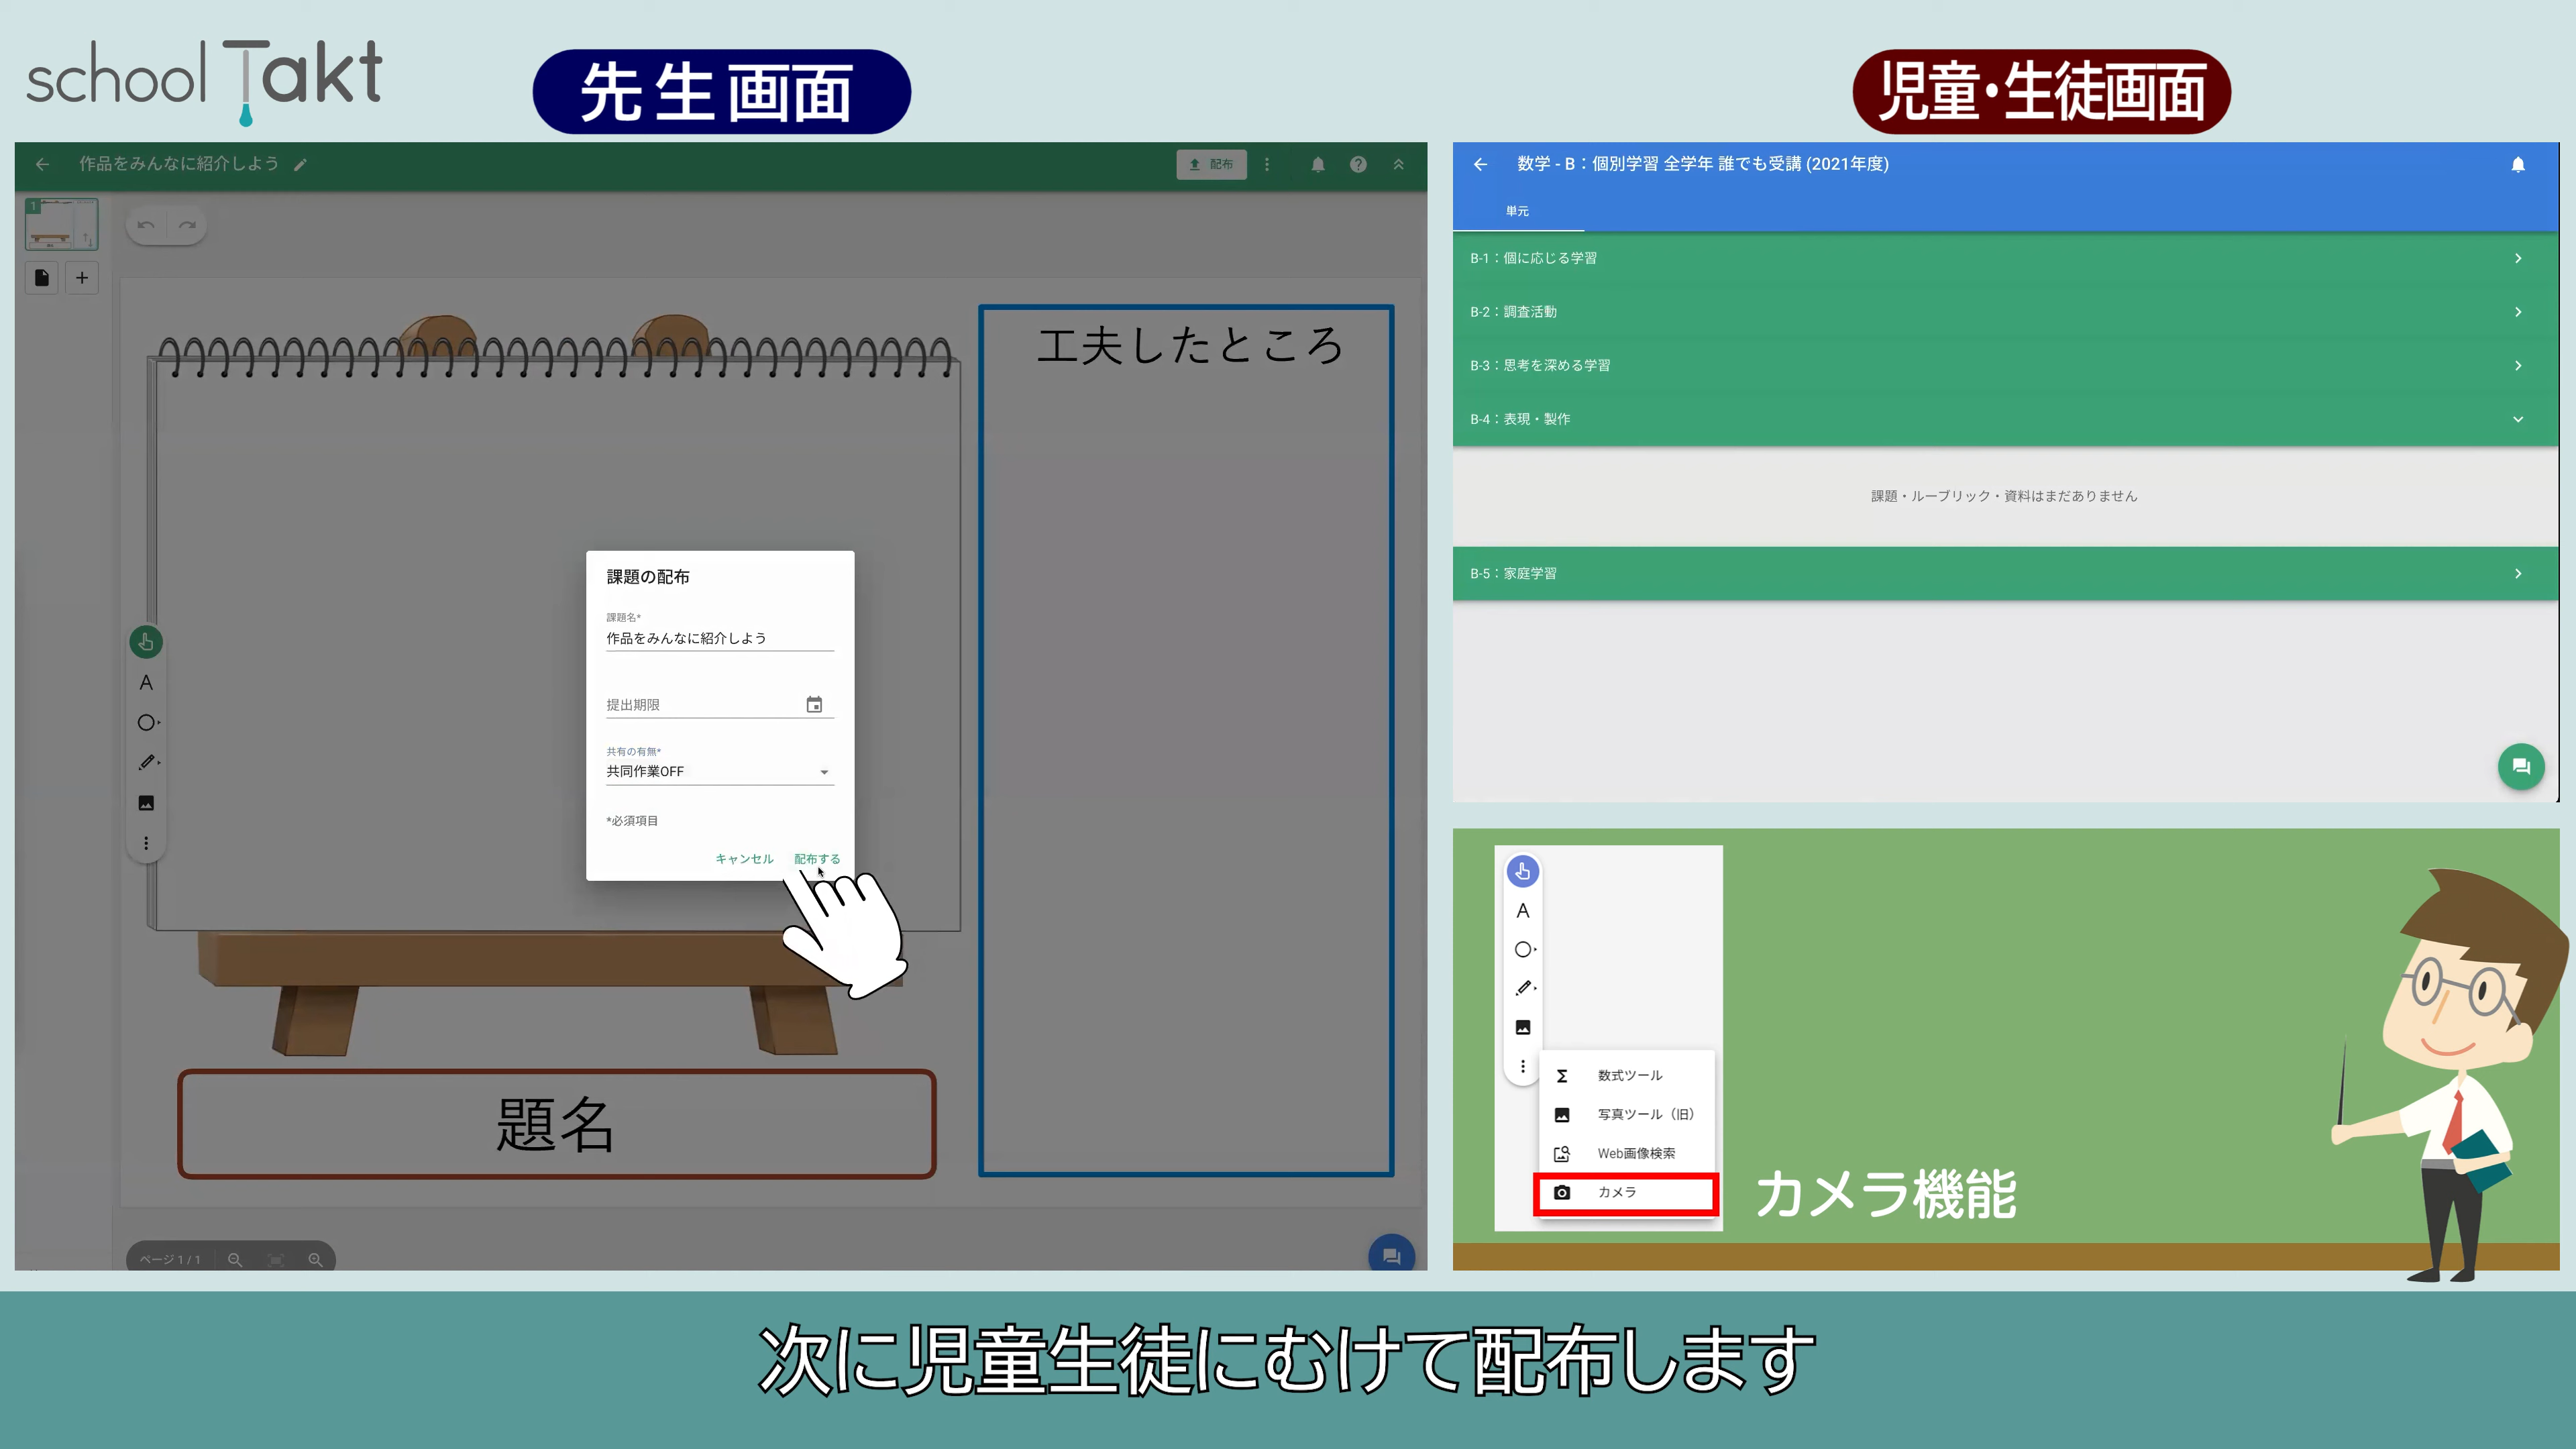 school Takt
先生画面
児童・生徒画面
作品をみんなに紹介しよう
配布
1
工夫したところ
課題の配布
課題名*
作品をみんなに紹介しよう
提出期限
共有の有無*
共同作業OFF
*必須項目
キャンセル 配布する
A
題名
ページ 1 / 1
数学 - B：個別学習 全学年 誰でも受講 (2021年度)
単元
B-1：個に応じる学習
B-2：調査活動
B-3：思考を深める学習
B-4：表現・製作
課題・ルーブリック・資料はまだありません
B-5：家庭学習
A
数式ツール
写真ツール（旧）
Web画像検索
カメラ
カメラ機能
次に児童生徒にむけて配布します